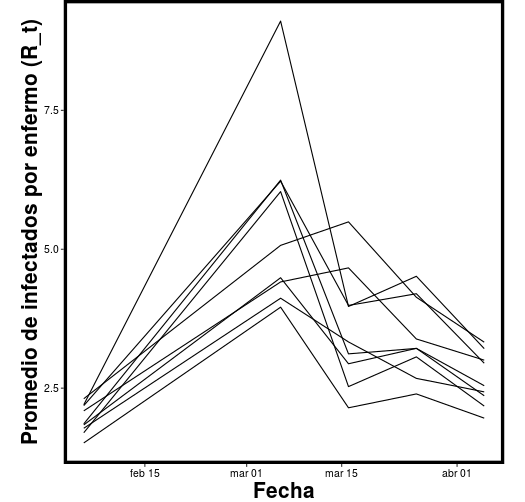 Promedio de infectados por enfermo (R_t)
7.5
5.0
2.5
feb 15 mar 01 mar 15 abr 01
Fecha